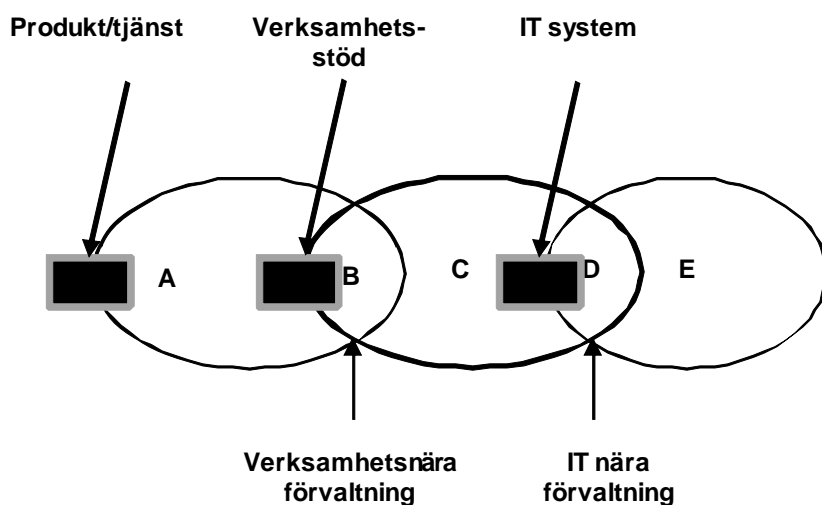 Produkt/tjänst
Verksamhets-
stöd
IT system
A
B
C
D
E
Verksamhetsnära
förvaltning
IT nära
förvaltning